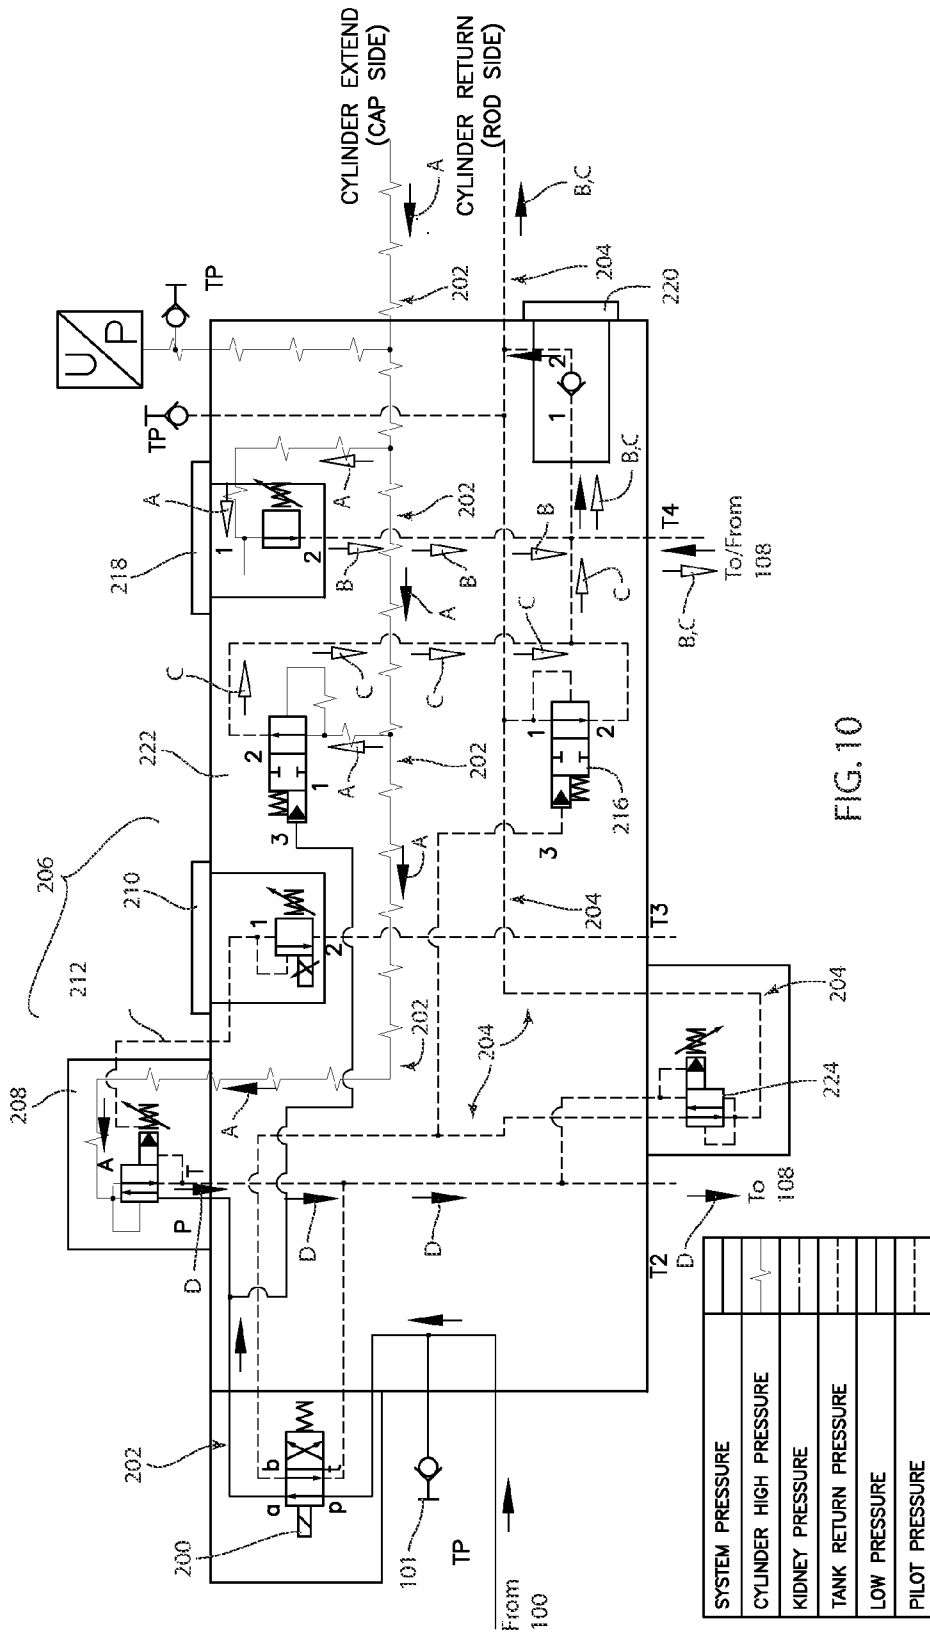 206
U/P
TP
208
212
210
222
218
TP
A
C
A
202
A
P
T
D
1
2
1
2
3
1
2
200
a
b
p
t
A
A
A
CYLINDER EXTEND
(CAP SIDE)
D
C
B
A
202
A
202
A
202
202
A
101
TP
D
C
B
CYLINDER RETURN
(ROD SIDE)
From
100
204
204
3
1
2
216
C
B
1
2
B,C
204
220
C
B,C
T2
T3
T4
D
To
108
224
204
B,C
To/From
108
SYSTEM PRESSURE
CYLINDER HIGH PRESSURE
KIDNEY PRESSURE
TANK RETURN PRESSURE
LOW PRESSURE
PILOT PRESSURE
FIG. 10